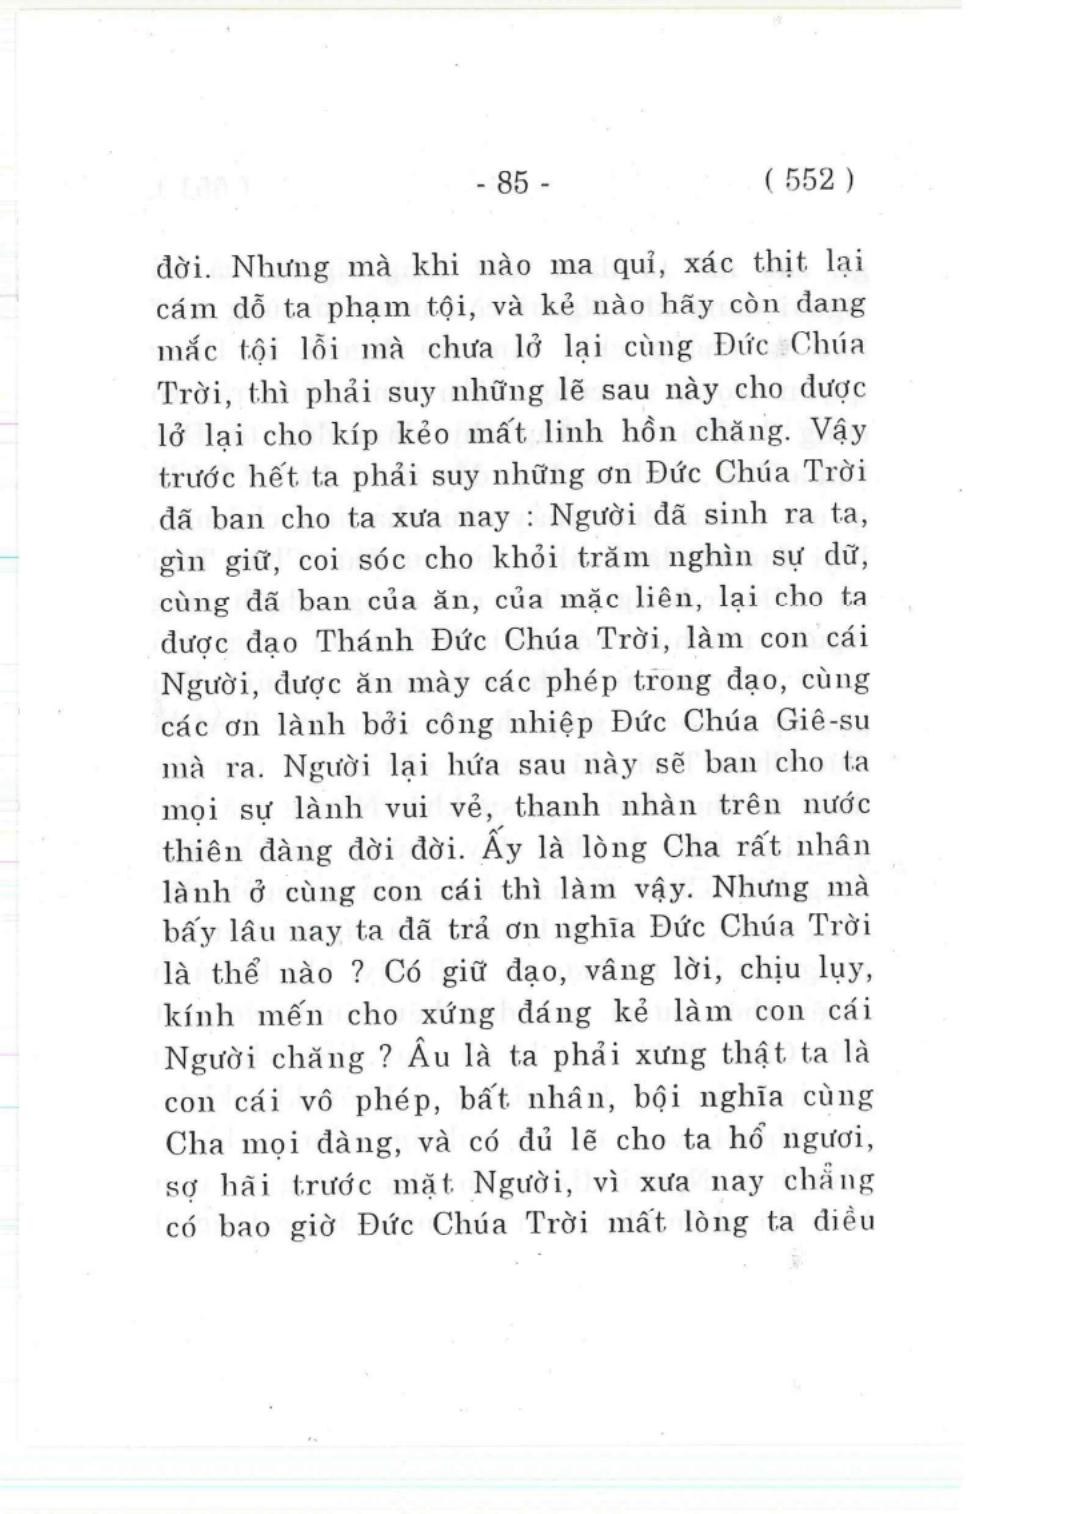 - 85 - ( 552 )
đời. Nhưng mà khi nào ma quỉ, xác thịt lại
cám dỗ ta phạm tội, và kẻ nào hãy còn đang
mắc tội lỗi mà chưa lở lại cùng Đức Chúa
Trời, thì phải suy những lẽ sau này cho được
lở lại cho kíp kẻo mất linh hồn chăng. Vậy
trước hết ta phải suy những ơn Đức Chúa Trời
đã ban cho ta xưa nay : Người đã sinh ra ta,
gìn giữ, coi sóc cho khỏi trăm nghìn sự dữ,
cùng đã ban của ăn, của mặc liên, lại cho ta
được đạo Thánh Đức Chúa Trời, làm con cái
Người, được ăn mày các phép trong đạo, cùng
các ơn lành bởi công nhiệp Đức Chúa Giê-su
mà ra. Người lại hứa sau này sẽ ban cho ta
mọi sự lành vui vẻ, thanh nhàn trên nước
thiên đàng đời đời. Ấy là lòng Cha rất nhân
lành ở cùng con cái thì làm vậy. Nhưng mà
bấy lâu nay ta đã trả ơn nghĩa Đức Chúa Trời
là thể nào ? Có giữ đạo, vâng lời, chịu lụy,
kính mến cho xứng đáng kẻ làm con cái
Người chăng ? Âu là ta phải xưng thật ta là
con cái vô phép, bất nhân, bội nghĩa cùng
Cha mọi đàng, và có đủ lẽ cho ta hổ ngươi,
sợ hãi trước mặt Người, vì xưa nay chẳng
có bao giờ Đức Chúa Trời mất lòng ta điều